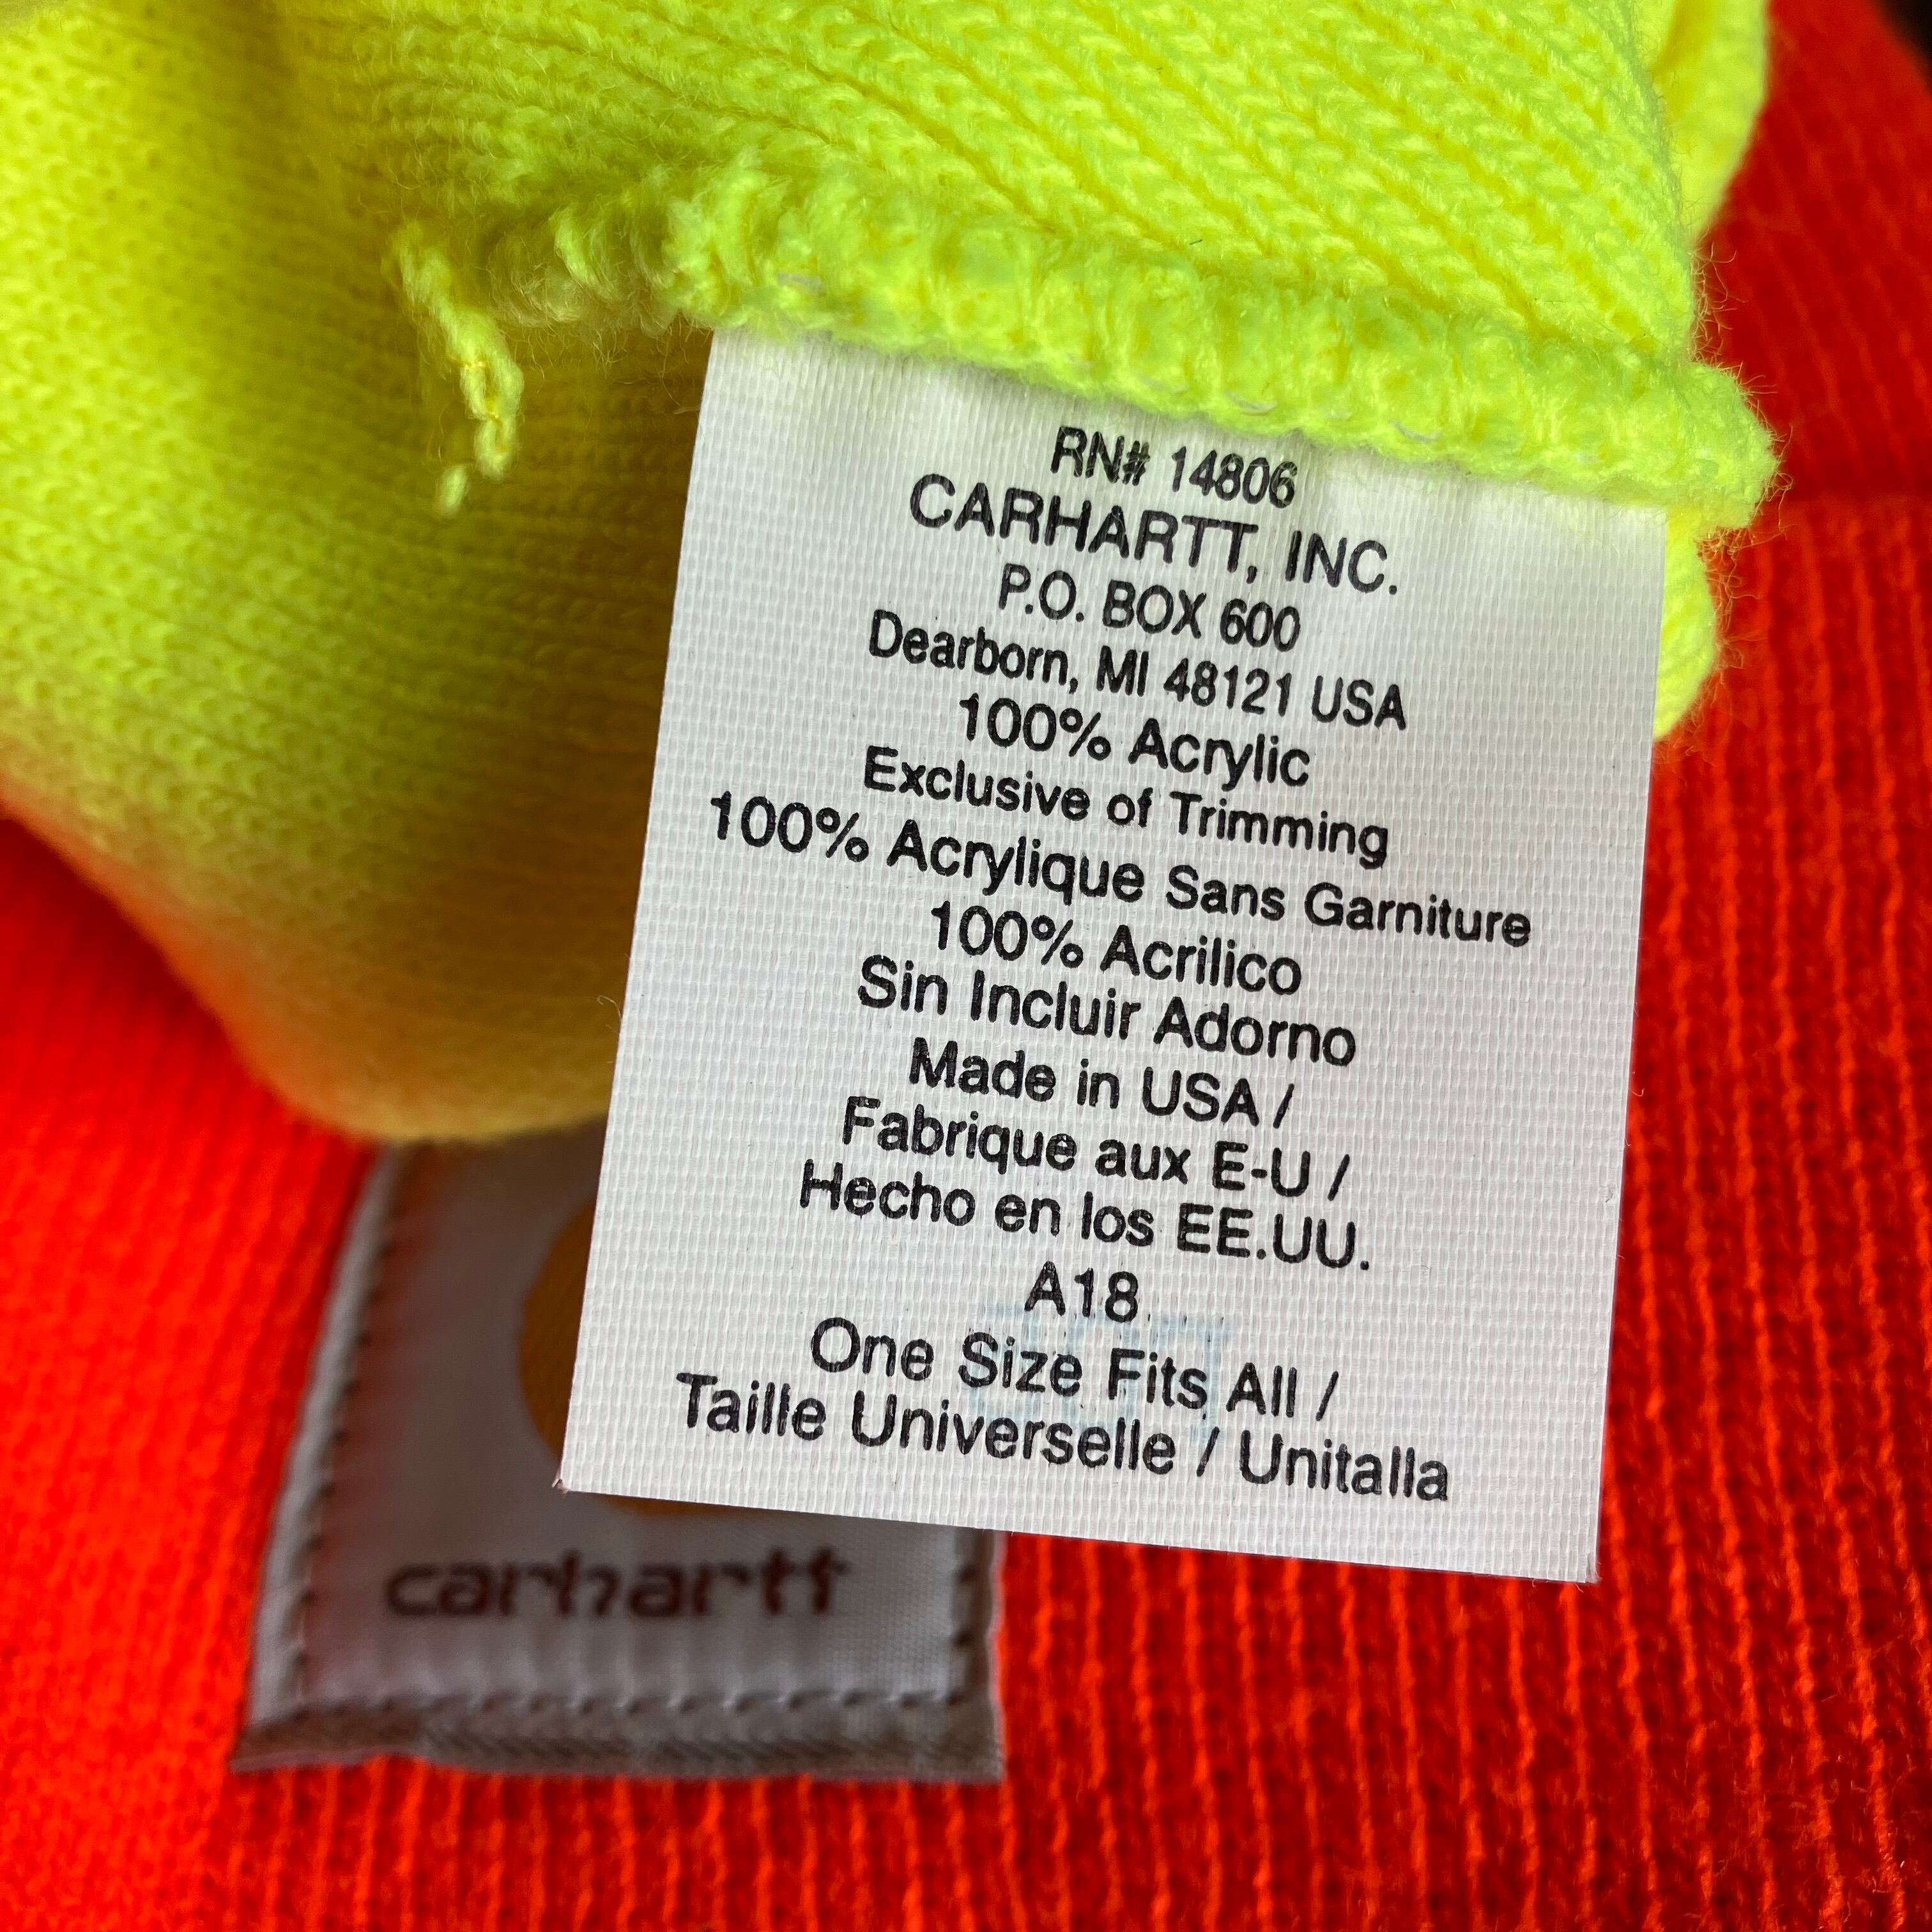 RN# 14806
CARHARTT, INC.
P.O. BOX 600
Dearborn, MI 48121 USA
100% Acrylic
Exclusive of Trimming
100% Acrylique Sans Garniture
100% Acrilico
Sin Incluir Adorno
Made in USA /
Fabrique aux E-U /
Hecho en los EE.UU.
A18
One Size Fits All /
Taille Universelle / Unitalla
carhartt